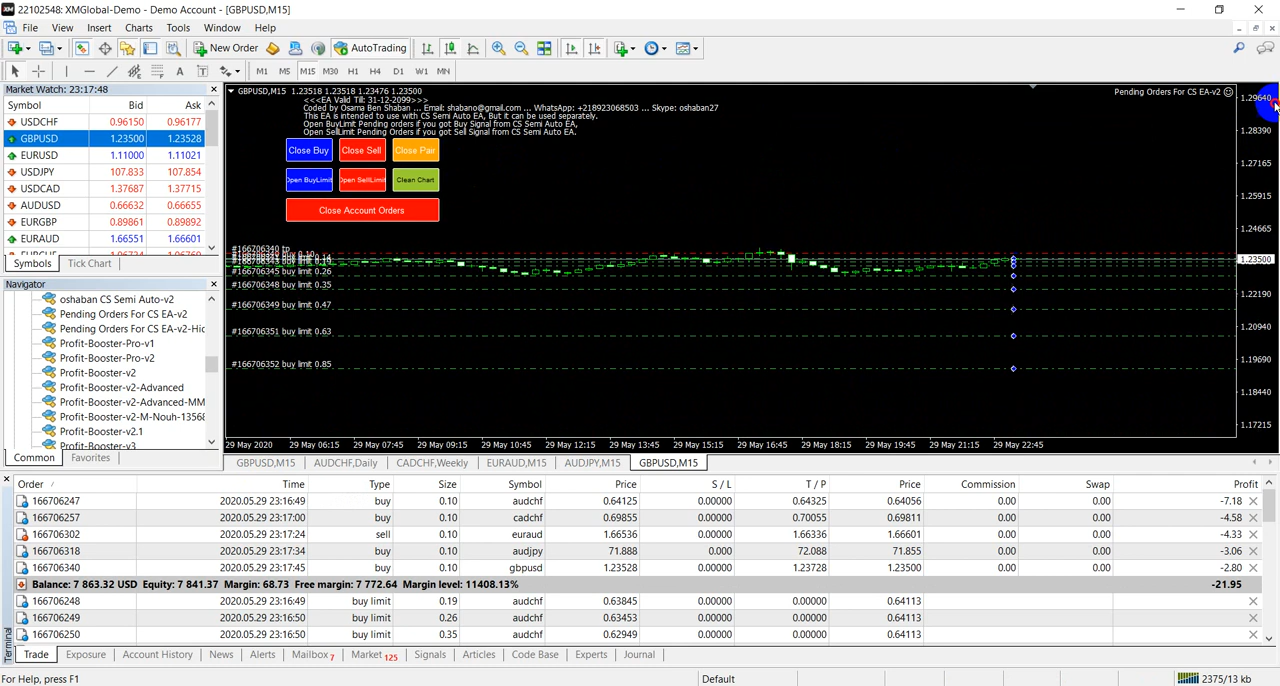 22102548: XMGlobal-Demo - Demo Account - [GBPUSD,M15]
File View Insert Charts Tools Window Help
New Order AutoTrading
M1 M5 M15 M30 H1 H4 D1 W1 MN
Market Watch: 23:17:48
Symbol Bid Ask
USDCHF 0.96150 0.96177
GBPUSD 1.23500 1.23528
EURUSD 1.11000 1.11021
USDJPY 107.833 107.854
USDCAD 1.37687 1.37715
AUDUSD 0.66632 0.66655
EURGBP 0.89861 0.89892
EURAUD 1.66551 1.66601
Symbols Tick Chart
Navigator
oshaban CS Semi Auto-v2
Pending Orders For CS EA-v2
Pending Orders For CS EA-v2-Hic
Profit-Booster-Pro-v1
Profit-Booster-Pro-v2
Profit-Booster-v2
Profit-Booster-v2-Advanced
Profit-Booster-v2-Advanced-MM
Profit-Booster-v2-M-Nouh-1356
Profit-Booster-v2.1
Profit-Booster-v3
Common Favorites
GBPUSD,M15 1.23518 1.23518 1.23476 1.23500
Pending Orders For CS EA-v2
<<<EA Valid Till: 31-12-2099>>>
Coded by Osama Ben Shaban ... Email: shabano@gmail.com ... WhatsApp: +218923068503 ... Skype: oshaban27
This EA is intended to use with CS Semi Auto EA, But it can be used separately.
Open BuyLimit Pending orders if you got Buy Signal from CS Semi Auto EA,
Open SellLimit Pending Orders if you got Sell Signal from CS Semi Auto EA.
Close Buy Close Sell Close Pair
Open BuyLimit Open SellLimit Clean Chart
Close Account Orders
#166706340 tp
#166706345 buy limit 0.26
#166706348 buy limit 0.35
#166706349 buy limit 0.47
#166706351 buy limit 0.63
#166706352 buy limit 0.85
1.29640
1.28390
1.27165
1.25915
1.24665
1.23500
1.22190
1.20940
1.19690
1.18440
1.17215
29 May 2020 29 May 06:15 29 May 07:45 29 May 09:15 29 May 10:45 29 May 12:15 29 May 13:45 29 May 15:15 29 May 16:45 29 May 18:15 29 May 19:45 29 May 21:15 29 May 22:45
GBPUSD,M15 AUDCHF,Daily CADCHF,Weekly EURAUD,M15 AUDJPY,M15 GBPUSD,M15
Order / Time Type Size Symbol Price S / L T / P Price Commission Swap Profit
166706247 2020.05.29 23:16:49 buy 0.10 audchf 0.64125 0.00000 0.64325 0.64056 0.00 0.00 -7.18
166706257 2020.05.29 23:17:00 buy 0.10 cadchf 0.69855 0.00000 0.70055 0.69811 0.00 0.00 -4.58
166706302 2020.05.29 23:17:24 sell 0.10 euraud 1.66536 0.00000 1.66336 1.66601 0.00 0.00 -4.33
166706318 2020.05.29 23:17:34 buy 0.10 audjpy 71.888 0.000 72.088 71.855 0.00 0.00 -3.06
166706340 2020.05.29 23:17:45 buy 0.10 gbpusd 1.23528 0.00000 1.23728 1.23500 0.00 0.00 -2.80
Balance: 7 863.32 USD Equity: 7 841.37 Margin: 68.73 Free margin: 7 772.64 Margin level: 11408.13% -21.95
166706248 2020.05.29 23:16:49 buy limit 0.19 audchf 0.63845 0.00000 0.00000 0.64113
166706249 2020.05.29 23:16:50 buy limit 0.26 audchf 0.63453 0.00000 0.00000 0.64113
166706250 2020.05.29 23:16:50 buy limit 0.35 audchf 0.62949 0.00000 0.00000 0.64113
Terminal
Trade Exposure Account History News Alerts Mailbox 7 Market 125 Signals Articles Code Base Experts Journal
For Help, press F1 Default 2375/13 kb